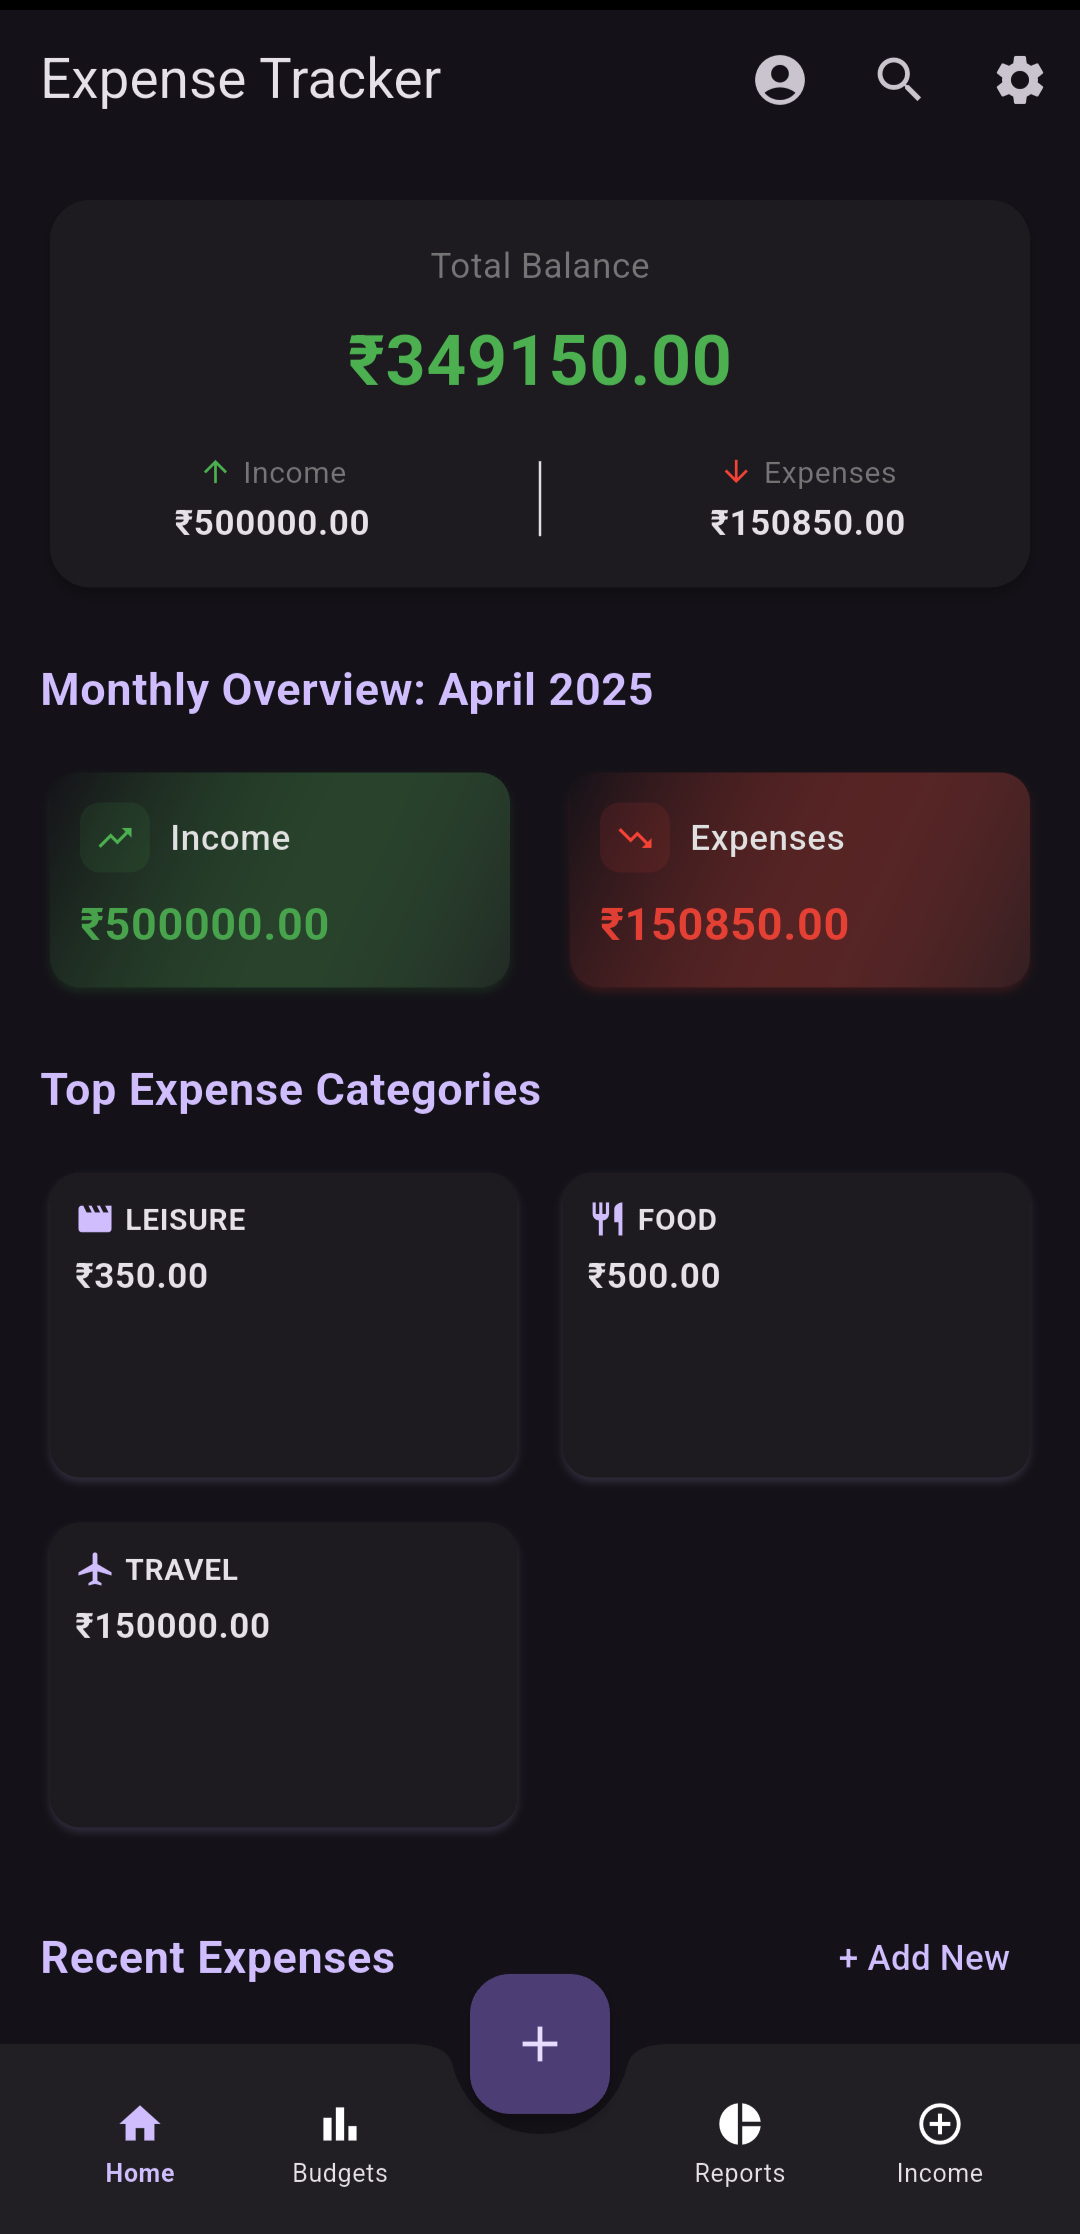 Expense Tracker
Total Balance
₹349150.00
Income
Expenses
₹500000.00
₹150850.00
Monthly Overview: April 2025
Income
₹500000.00
Expenses
₹150850.00
Top Expense Categories
LEISURE
₹350.00
FOOD
₹500.00
TRAVEL
₹150000.00
Recent Expenses
+ Add New
Home
Budgets
Reports
Income